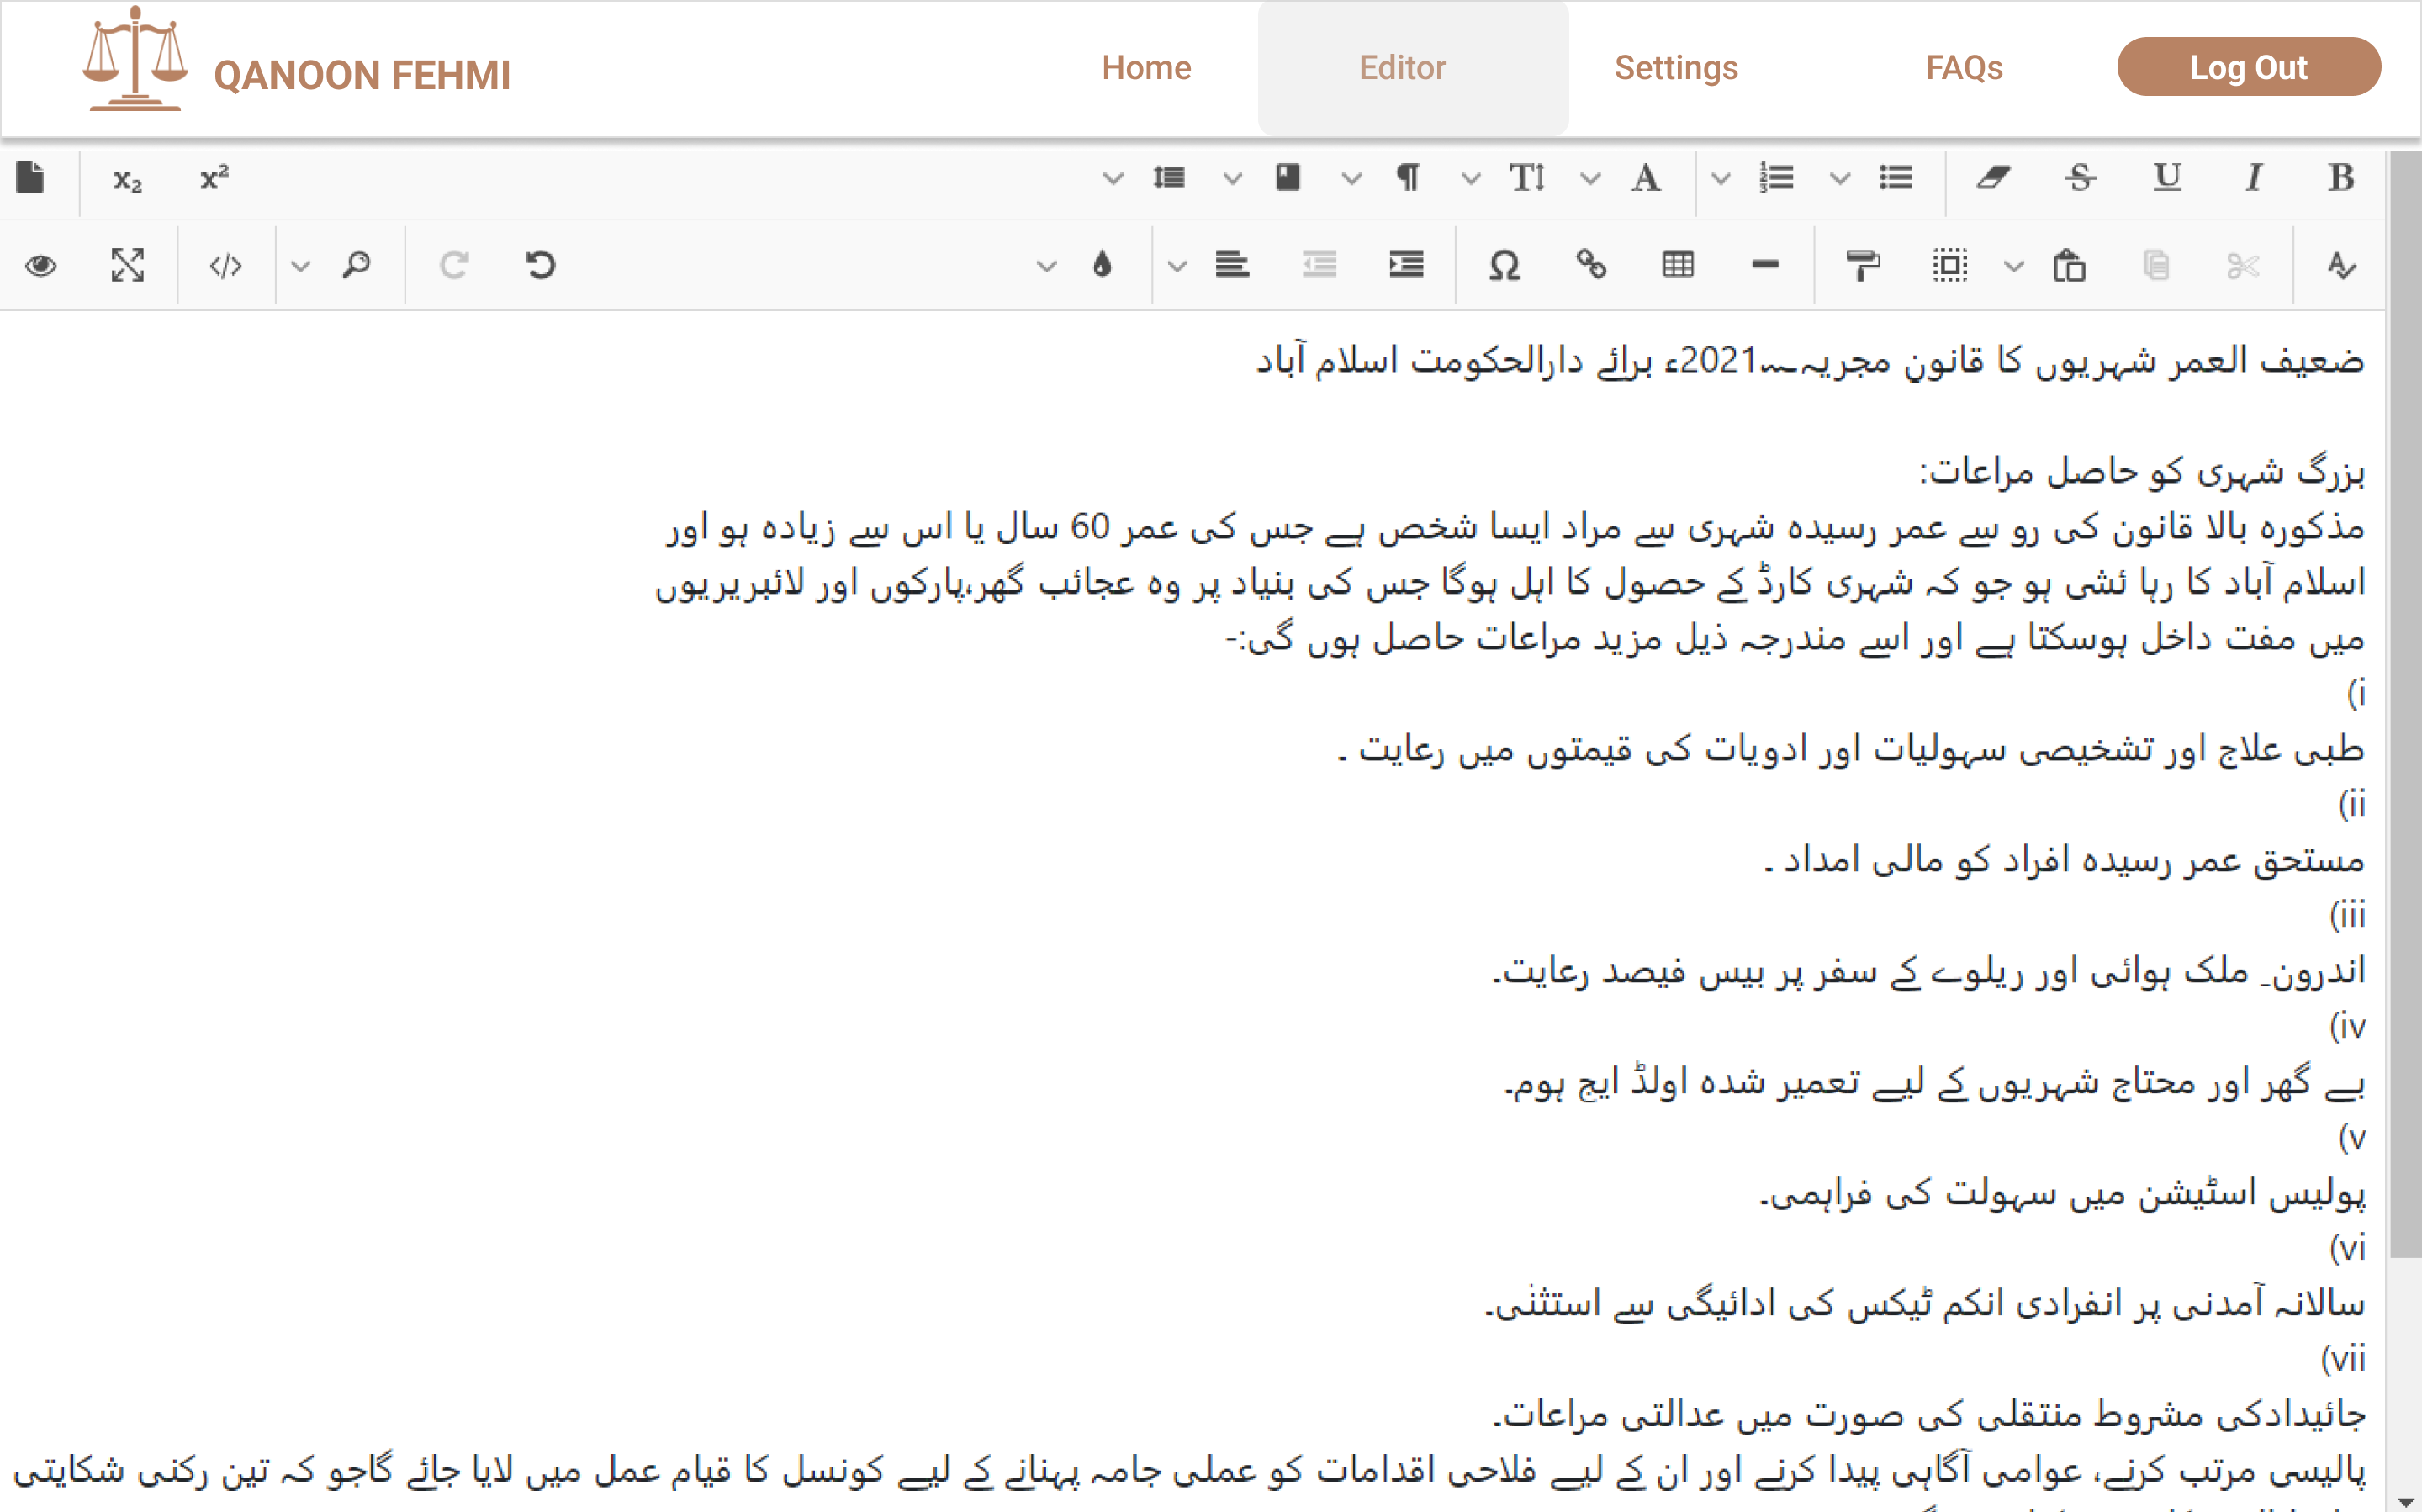 QANOON FEHMI
Home
Editor
Settings
FAQs
Log Out
ضعیف العمر شہریوں کا قانونِ مجریہ؁2021ء برائے دارالحکومت اسلام آباد
بزرگ شہری کو حاصل مراعات:
مذکورہ بالا قانون کی رو سے عمر رسیدہ شہری سے مراد ایسا شخص ہے جس کی عمر 60 سال یا اس سے زیادہ ہو اور
اسلام آباد کا رہا ئشی ہو جو کہ شہری کارڈ کے حصول کا اہل ہوگا جس کی بنیاد پر وہ عجائب گھر،پارکوں اور لائبریریوں
میں مفت داخل ہوسکتا ہے اور اسے مندرجہ ذیل مزید مراعات حاصل ہوں گی:-
(i
طبی علاج اور تشخیصی سہولیات اور ادویات کی قیمتوں میں رعایت ۔
(ii
مستحق عمر رسیدہ افراد کو مالی امداد ۔
(iii
اندرون۔ ملک ہوائی اور ریلوے کے سفر پر بیس فیصد رعایت۔
(iv
بے گھر اور محتاج شہریوں کے لیے تعمیر شدہ اولڈ ایج ہوم۔
(v
پولیس اسٹیشن میں سہولت کی فراہمی۔
(vi
سالانہ آمدنی پر انفرادی انکم ٹیکس کی ادائیگی سے استثنٰی۔
(vii
جائیدادکی مشروط منتقلی کی صورت میں عدالتی مراعات۔
پالیسی مرتب کرنے، عوامی آگاہی پیدا کرنے اور ان کے لیے فلاحی اقدامات کو عملی جامہ پہنانے کے لیے کونسل کا قیام عمل میں لایا جائے گاجو کہ تین رکنی شکایتی